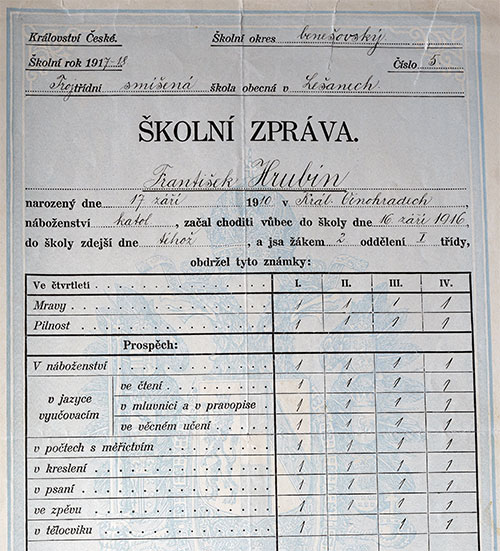 Království České. Školní okres benešovský
Školní rok 1917-18 Číslo 5
Trojtřídní smíšená škola obecná v Lešanech.
ŠKOLNÍ ZPRÁVA.
František Hrubín
narozený dne 17 září 1910 v Král. Vinohradech,
náboženství katol., začal choditi vůbec do školy dne 16 září 1916,
do školy zdejší dne téhož, a jsa žákem 2 oddělení I třídy,
obdržel tyto známky:
Ve čtvrtletí I. II. III. IV.
Mravy 1 1 1 1
Pilnost 1 1 1 1
Prospěch:
V náboženství 1 1 1 1
v jazyce vyučovacím
ve čtení 1 1 1 1
v mluvnici a v pravopise 1 1 1 1
ve věcném učení 1 1 1 1
v počtech s měřictvím 1 1 1 1
v kreslení 1 1 1 1
v psaní 1 1 1 1
ve zpěvu 1 1 1 1
v tělocviku 1 1 1